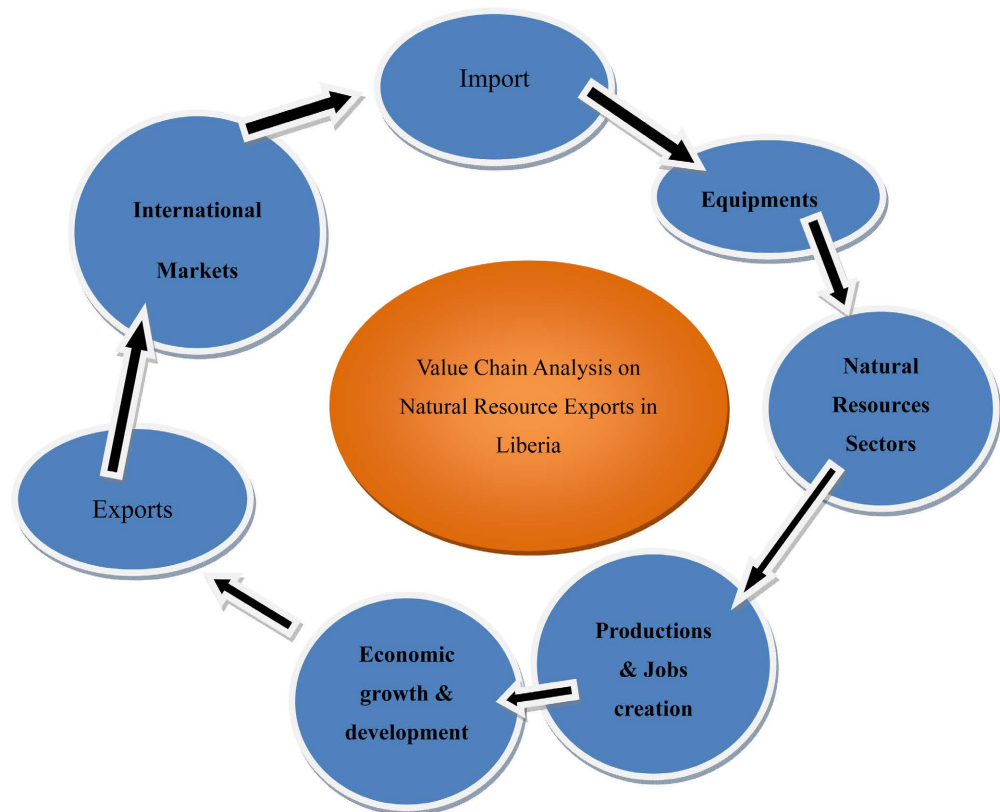 Import
Equipments
Natural
Resources
Sectors
Productions
& Jobs
creation
Economic
growth &
development
Exports
International
Markets
Value Chain Analysis on
Natural Resource Exports in
Liberia